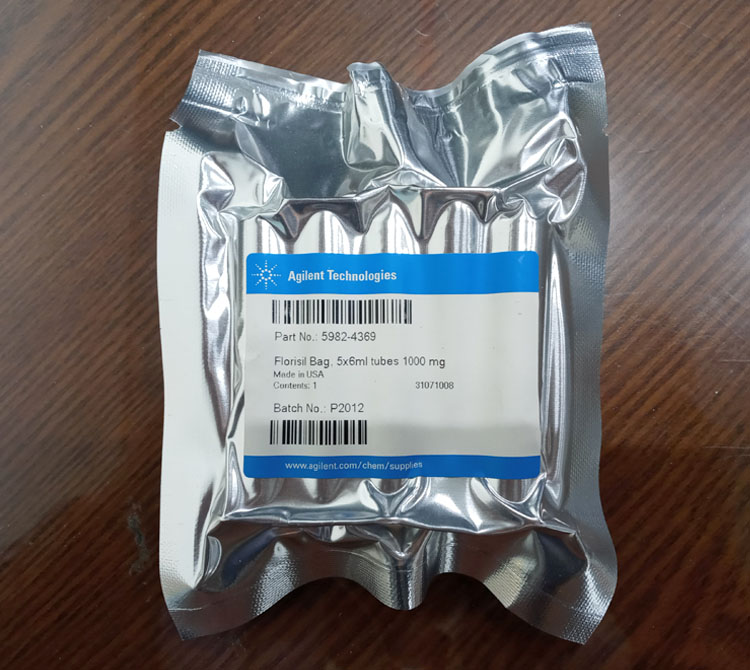 Agilent Technologies
Part No.: 5982-4369
Florisil Bag, 5x6ml tubes 1000 mg
Made in USA
Contents: 1 31071008
Batch No.: P2012
www.agilent.com/chem/supplies